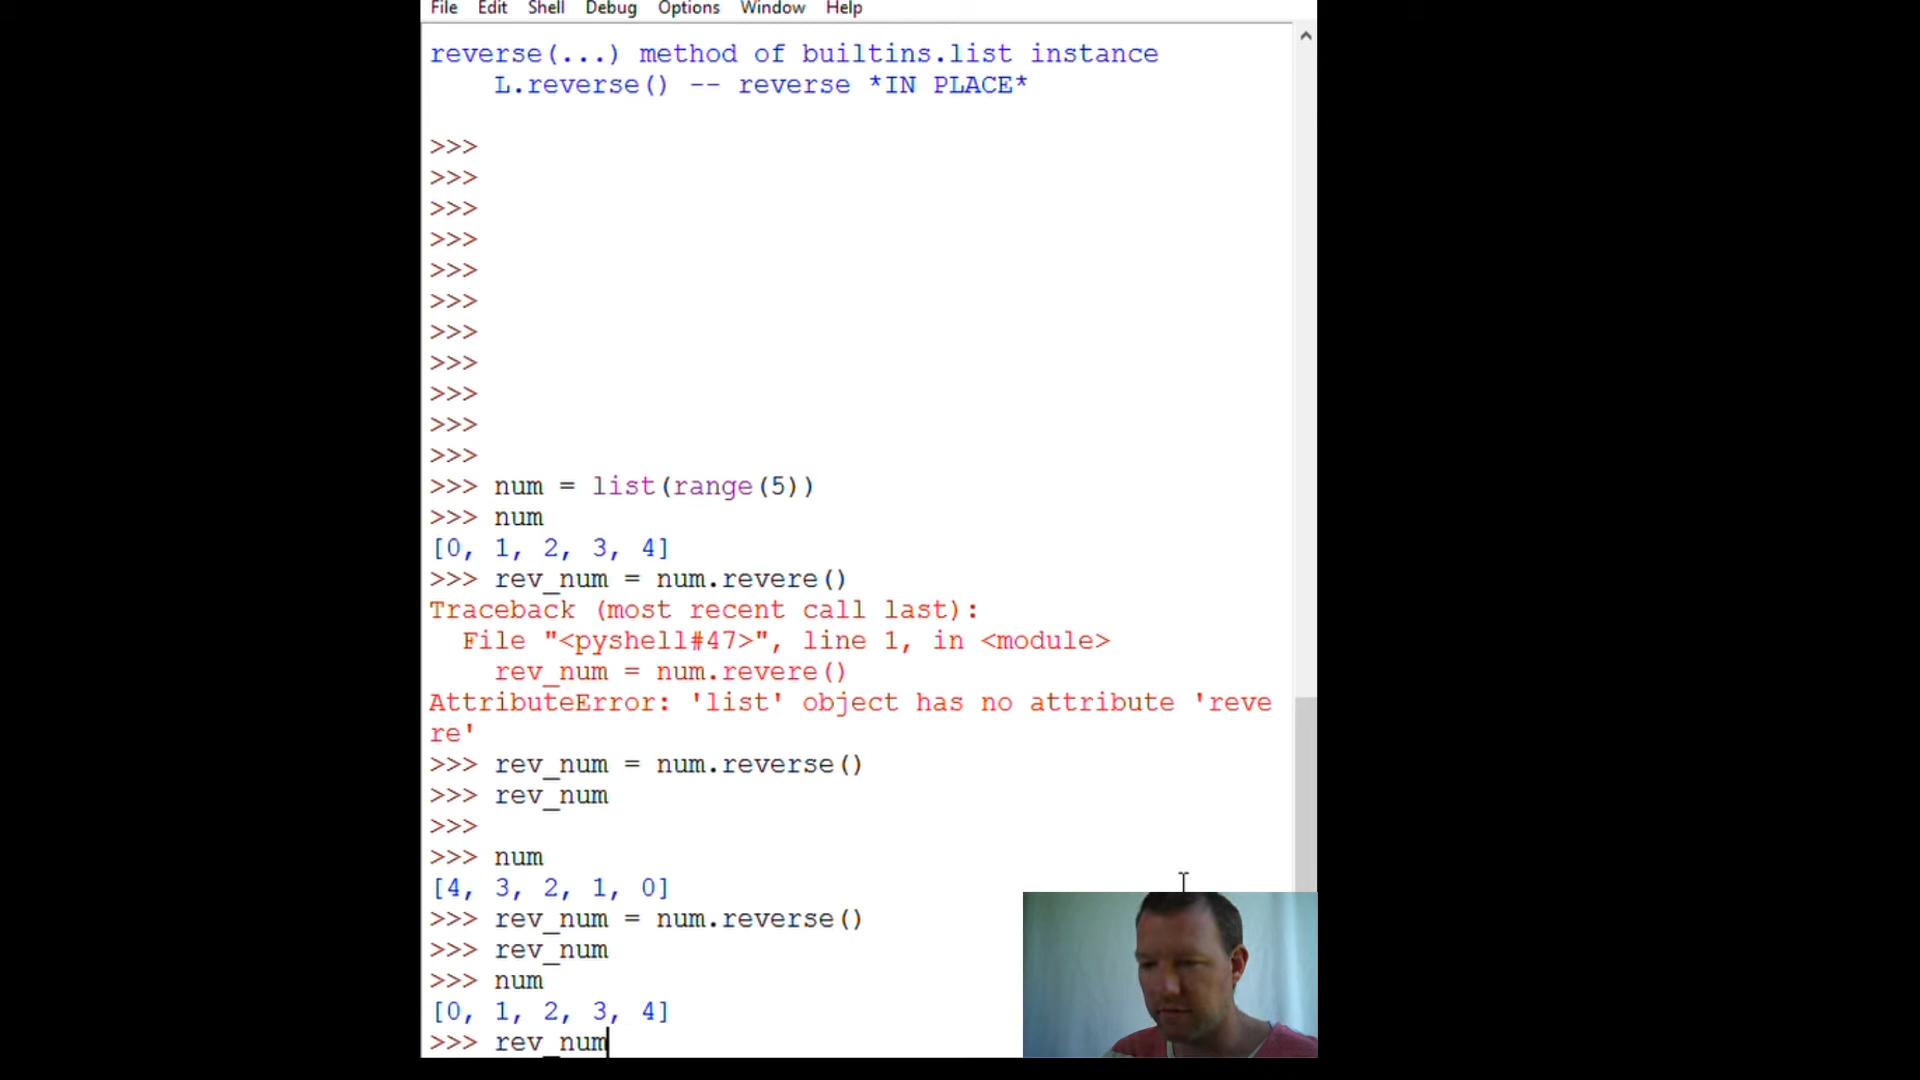 File Edit Shell Debug Options Window Help
reverse(...) method of builtins.list instance
    L.reverse() -- reverse *IN PLACE*
>>>
>>>
>>>
>>>
>>>
>>>
>>>
>>>
>>>
>>>
>>>
>>> num = list(range(5))
>>> num
[0, 1, 2, 3, 4]
>>> rev_num = num.revere()
Traceback (most recent call last):
  File "<pyshell#47>", line 1, in <module>
    rev_num = num.revere()
AttributeError: 'list' object has no attribute 'reve
re'
>>> rev_num = num.reverse()
>>> rev_num
>>>
>>> num
[4, 3, 2, 1, 0]
>>> rev_num = num.reverse()
>>> rev_num
>>> num
[0, 1, 2, 3, 4]
>>> rev_num